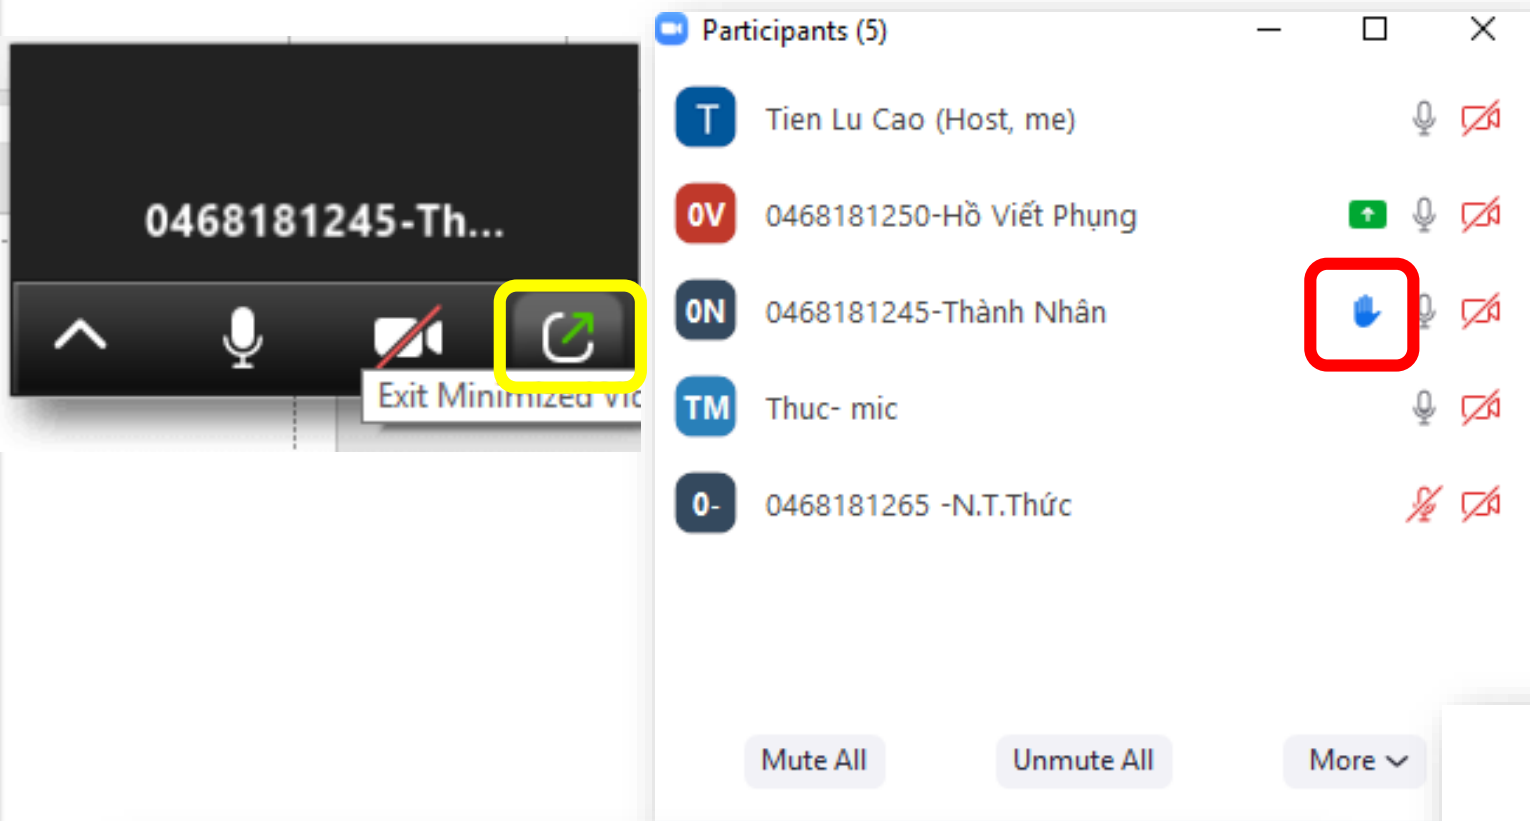 0468181245-Th...
Exit Minimized Vic
Participants (5)
T
Tien Lu Cao (Host, me)
0V
0468181250-Hồ Viết Phụng
0N
0468181245-Thành Nhân
TM
Thuc- mic
0-
0468181265 -N.T.Thức
Mute All
Unmute All
More